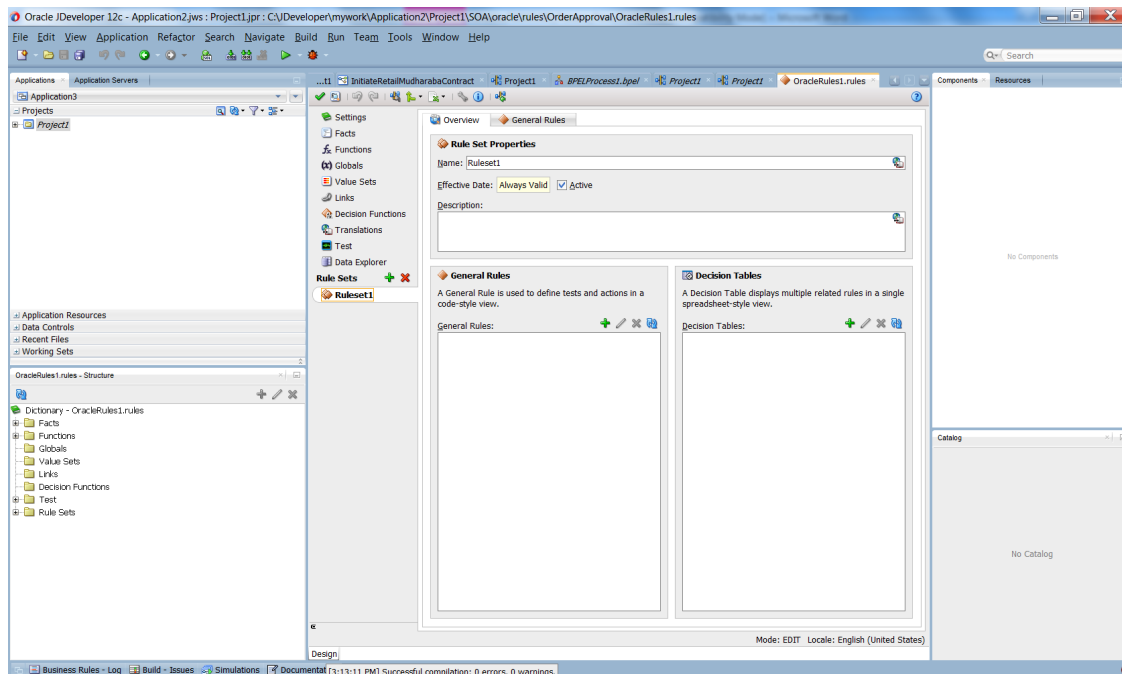 Oracle JDeveloper 12c - Application2.jws : Project1.jpr : C:\JDeveloper\mywork\Application2\Project1\SOA\oracle\rules\OrderApproval\OracleRules1.rules
File Edit View Application Refactor Search Navigate Build Run Team Tools Window Help
Search
Applications Application Servers
...t1 InitiateRetailMudharabaContract Project1 BPELProcess1.bpel Project1 Project1 OracleRules1.rules
Components Resources
Application3
Projects
Project1
Application Resources
Data Controls
Recent Files
Working Sets
OracleRules1.rules - Structure
Dictionary - OracleRules1.rules
Facts
Functions
Globals
Value Sets
Links
Decision Functions
Test
Rule Sets
Settings
Facts
Functions
(x) Globals
Value Sets
Links
Decision Functions
Translations
Test
Data Explorer
Rule Sets
Ruleset1
Overview General Rules
Rule Set Properties
Name: Ruleset1
Effective Date: Always Valid Active
Description:
General Rules
A General Rule is used to define tests and actions in a
code-style view.
General Rules:
Decision Tables
A Decision Table displays multiple related rules in a single
spreadsheet-style view.
Decision Tables:
Mode: EDIT Locale: English (United States)
Design
No Components
Catalog
No Catalog
Business Rules - Log Build - Issues Simulations Documentat [3:13:11 PM] Successful compilation: 0 errors, 0 warnings.